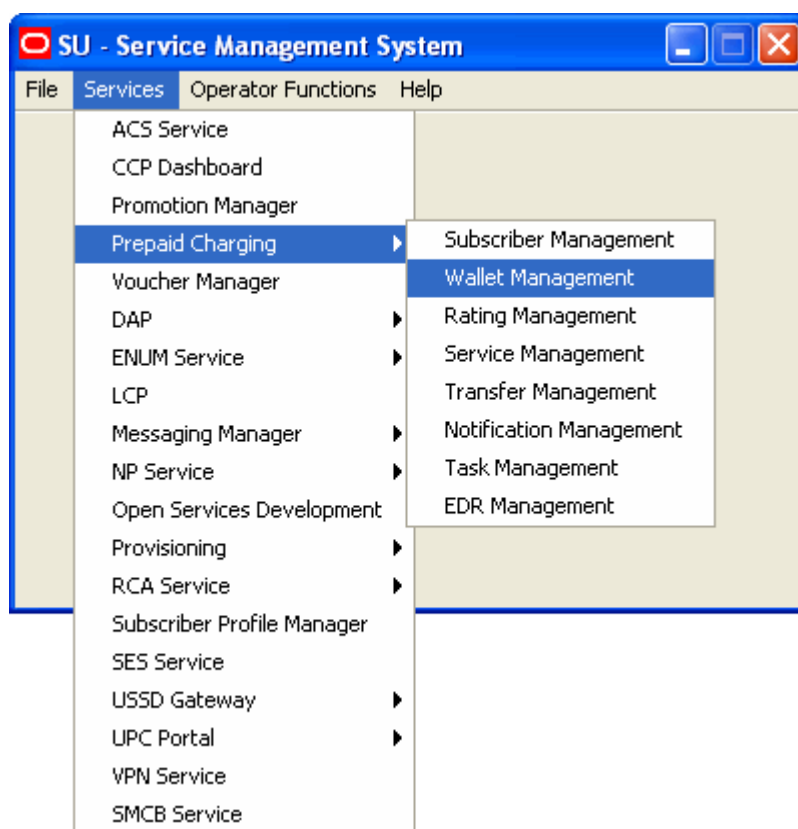 SU - Service Management System
File Services Operator Functions Help
ACS Service
CCP Dashboard
Promotion Manager
Prepaid Charging
Voucher Manager
DAP
ENUM Service
LCP
Messaging Manager
NP Service
Open Services Development
Provisioning
RCA Service
Subscriber Profile Manager
SES Service
USSD Gateway
UPC Portal
VPN Service
SMCB Service
Subscriber Management
Wallet Management
Rating Management
Service Management
Transfer Management
Notification Management
Task Management
EDR Management